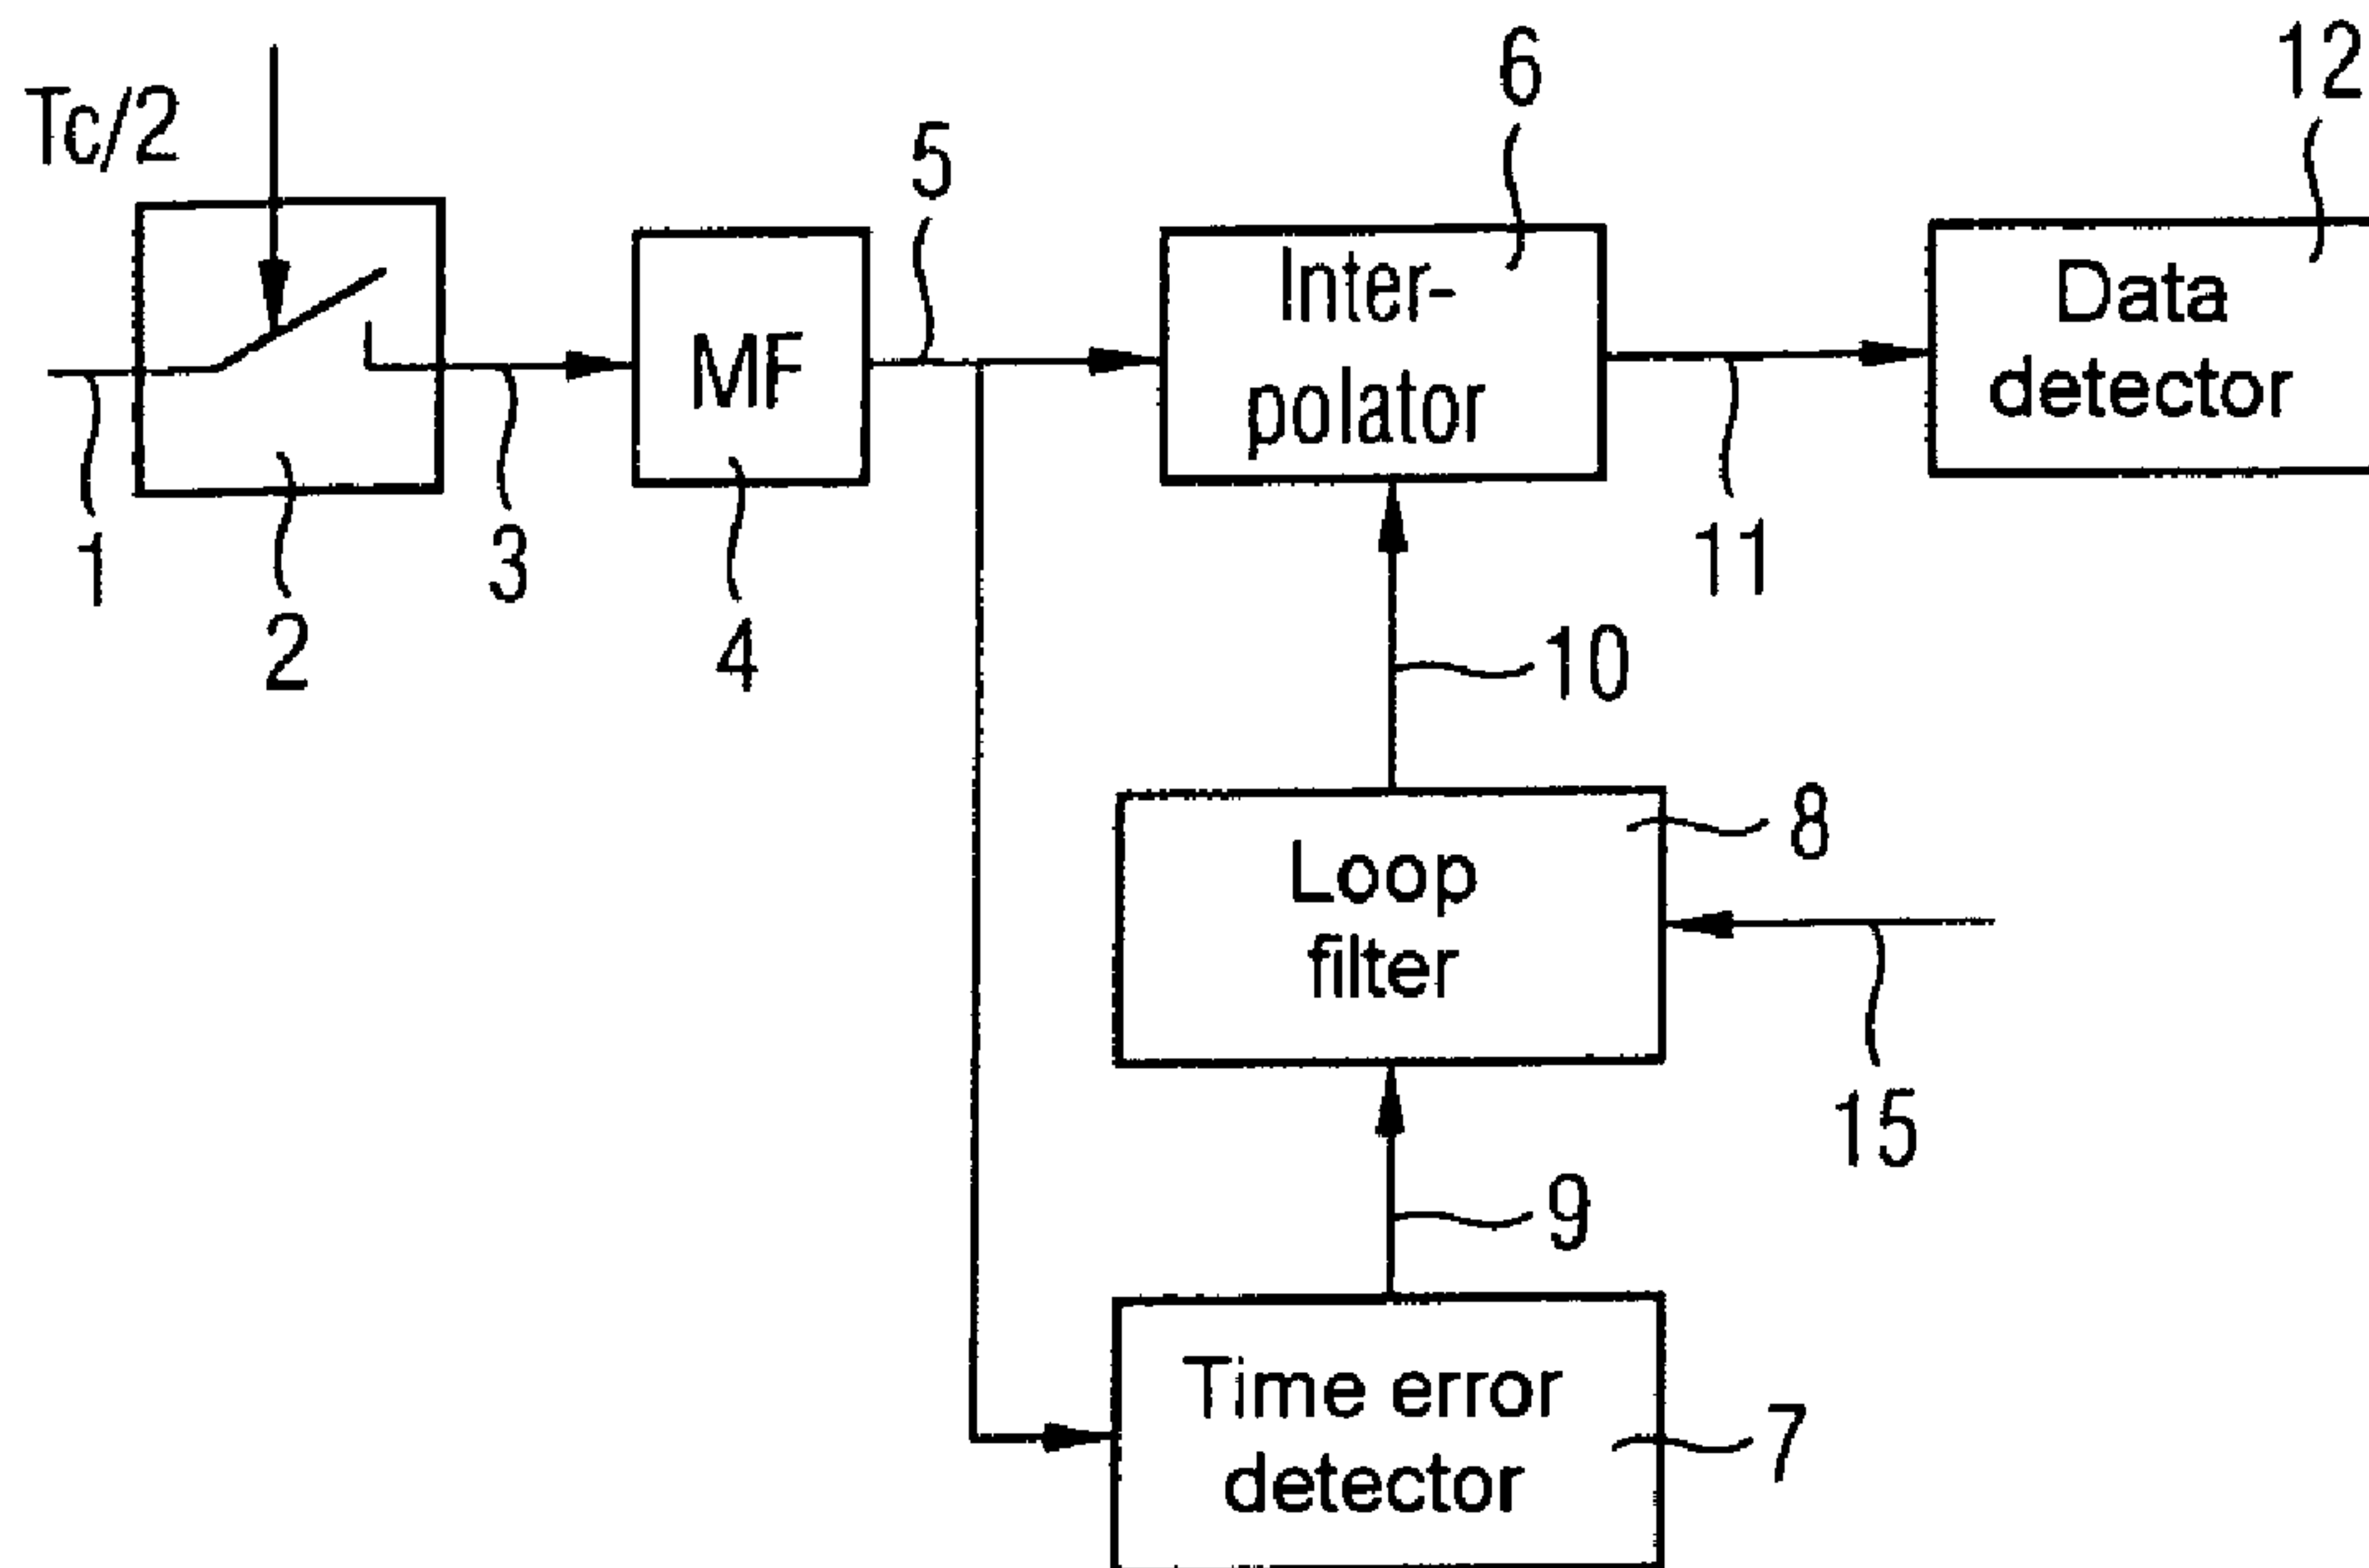 6
12
Tc/2
5
Inter-
polator
Data
detector
MF
1
2
3
4
11
10
8
Loop
filter
15
9
Time error
detector
7